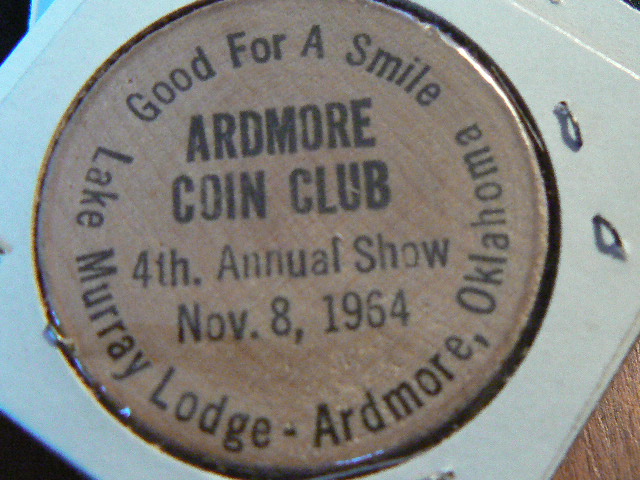 Good For A Smile
ARDMORE
COIN CLUB
4th. Annual Show
Nov. 8, 1964
Lake Murray Lodge - Ardmore, Oklahoma